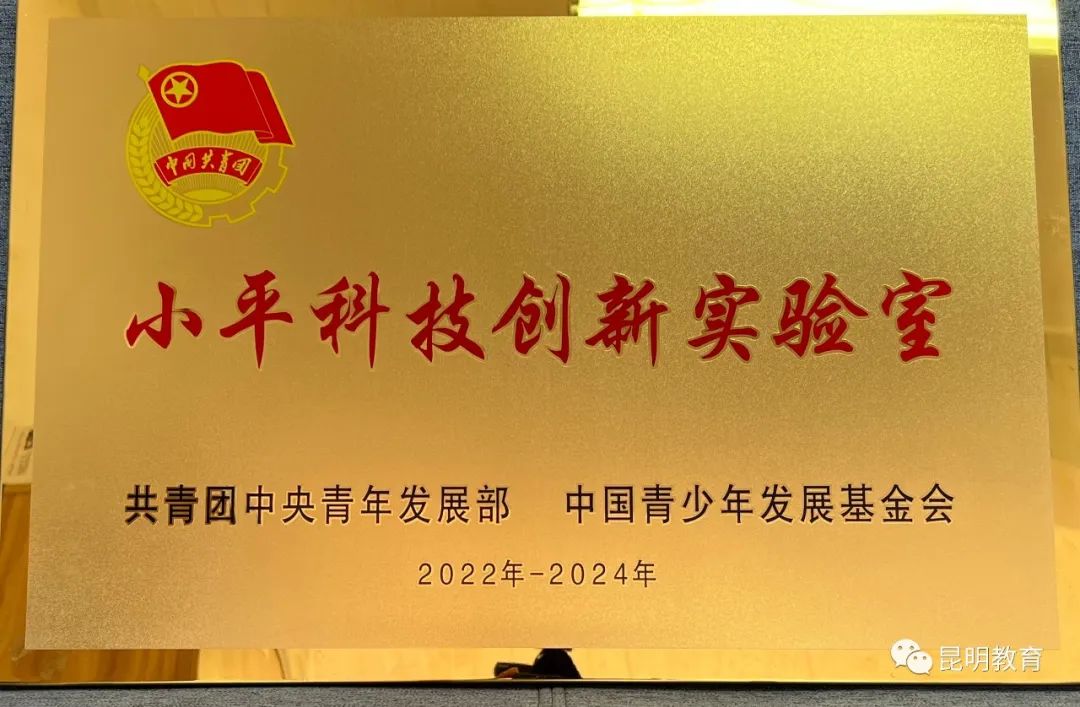 中国共青团
小平科技创新实验室
共青团中央青年发展部 中国青少年发展基金会
2022年-2024年
昆明教育